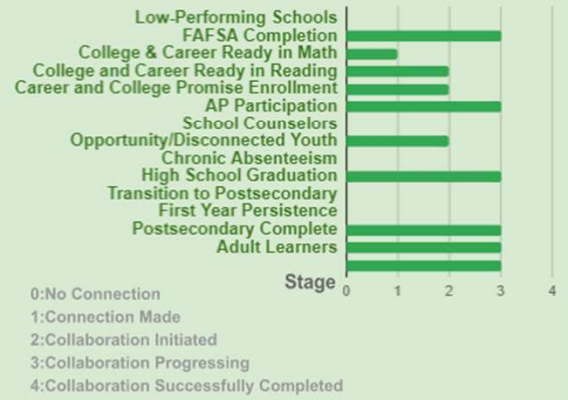 Low-Performing Schools
FAFSA Completion
College & Career Ready in Math
College and Career Ready in Reading
Career and College Promise Enrollment
AP Participation
School Counselors
Opportunity/Disconnected Youth
Chronic Absenteeism
High School Graduation
Transition to Postsecondary
First Year Persistence
Postsecondary Complete
Adult Learners
Stage
0 1 2 3 4
0:No Connection
1:Connection Made
2:Collaboration Initiated
3:Collaboration Progressing
4:Collaboration Successfully Completed